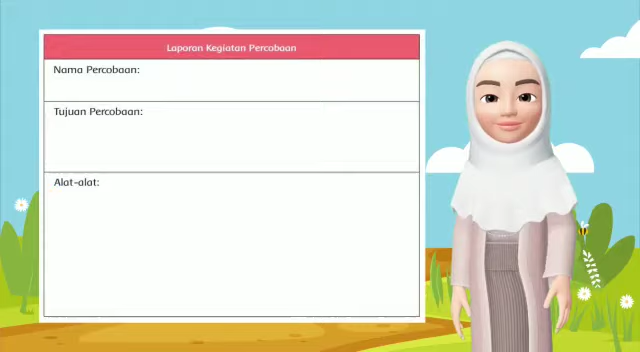 Laporan Kegiatan Percobaan
Nama Percobaan:
Tujuan Percobaan:
Alat-alat: